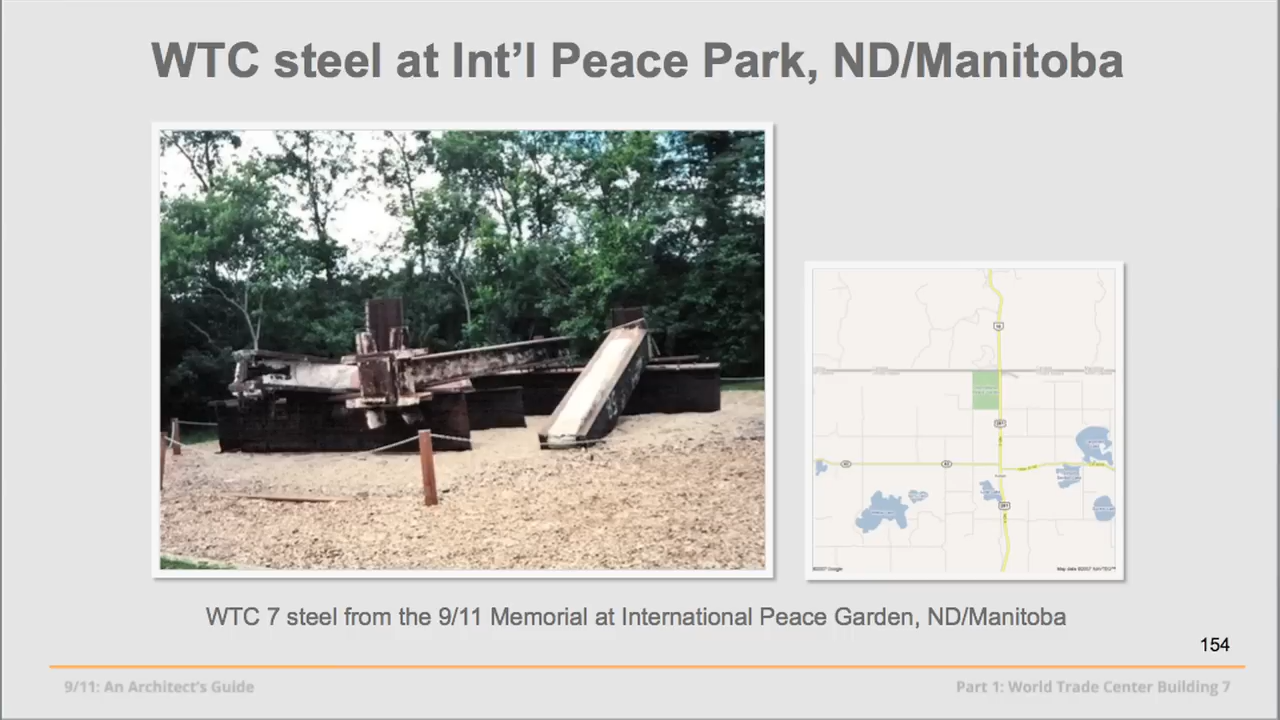 WTC steel at Int’l Peace Park, ND/Manitoba
WTC 7 steel from the 9/11 Memorial at International Peace Garden, ND/Manitoba
154
9/11: An Architect’s Guide
Part 1: World Trade Center Building 7